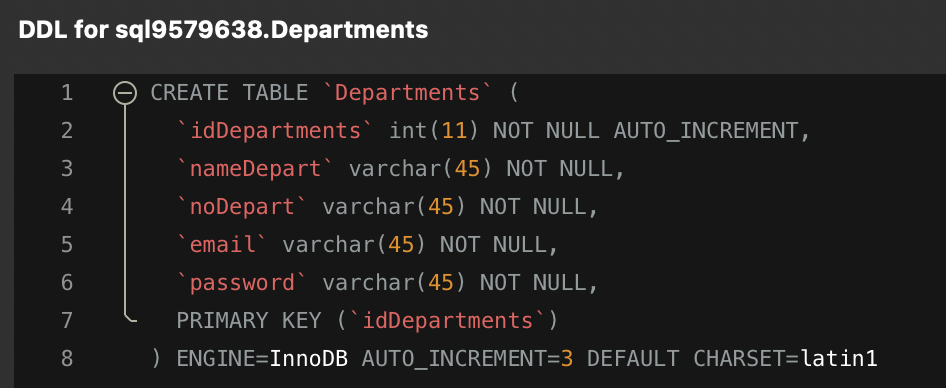 DDL for sql9579638.Departments
1 CREATE TABLE `Departments` (
2 `idDepartments` int(11) NOT NULL AUTO_INCREMENT,
3 `nameDepart` varchar(45) NOT NULL,
4 `noDepart` varchar(45) NOT NULL,
5 `email` varchar(45) NOT NULL,
6 `password` varchar(45) NOT NULL,
7 PRIMARY KEY (`idDepartments`)
8 ) ENGINE=InnoDB AUTO_INCREMENT=3 DEFAULT CHARSET=latin1